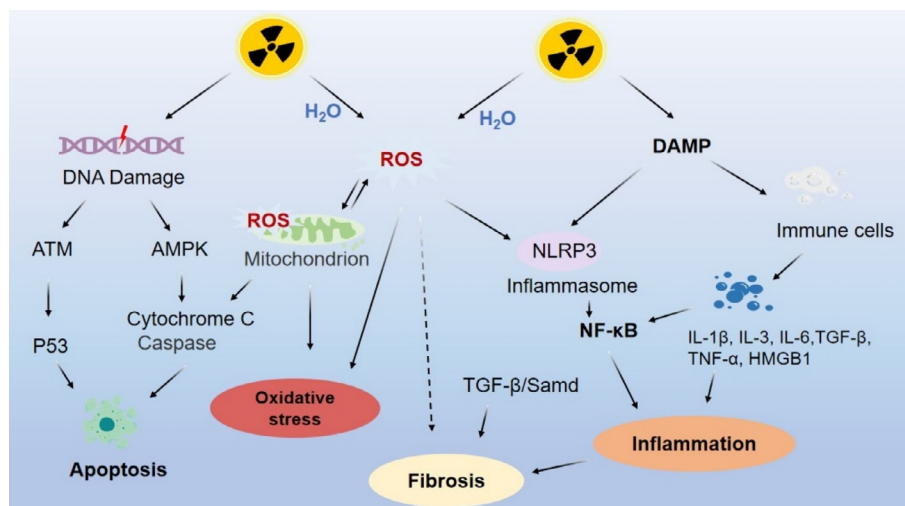 H₂O
H₂O
ROS
DAMP
DNA Damage
ROS
Mitochondrion
Immune cells
ATM
AMPK
NLRP3
Inflammasome
Cytochrome C
Caspase
NF-κB
P53
IL-1β, IL-3, IL-6,TGF-β,
TNF-α, HMGB1
Oxidative
stress
TGF-β/Samd
Inflammation
Apoptosis
Fibrosis